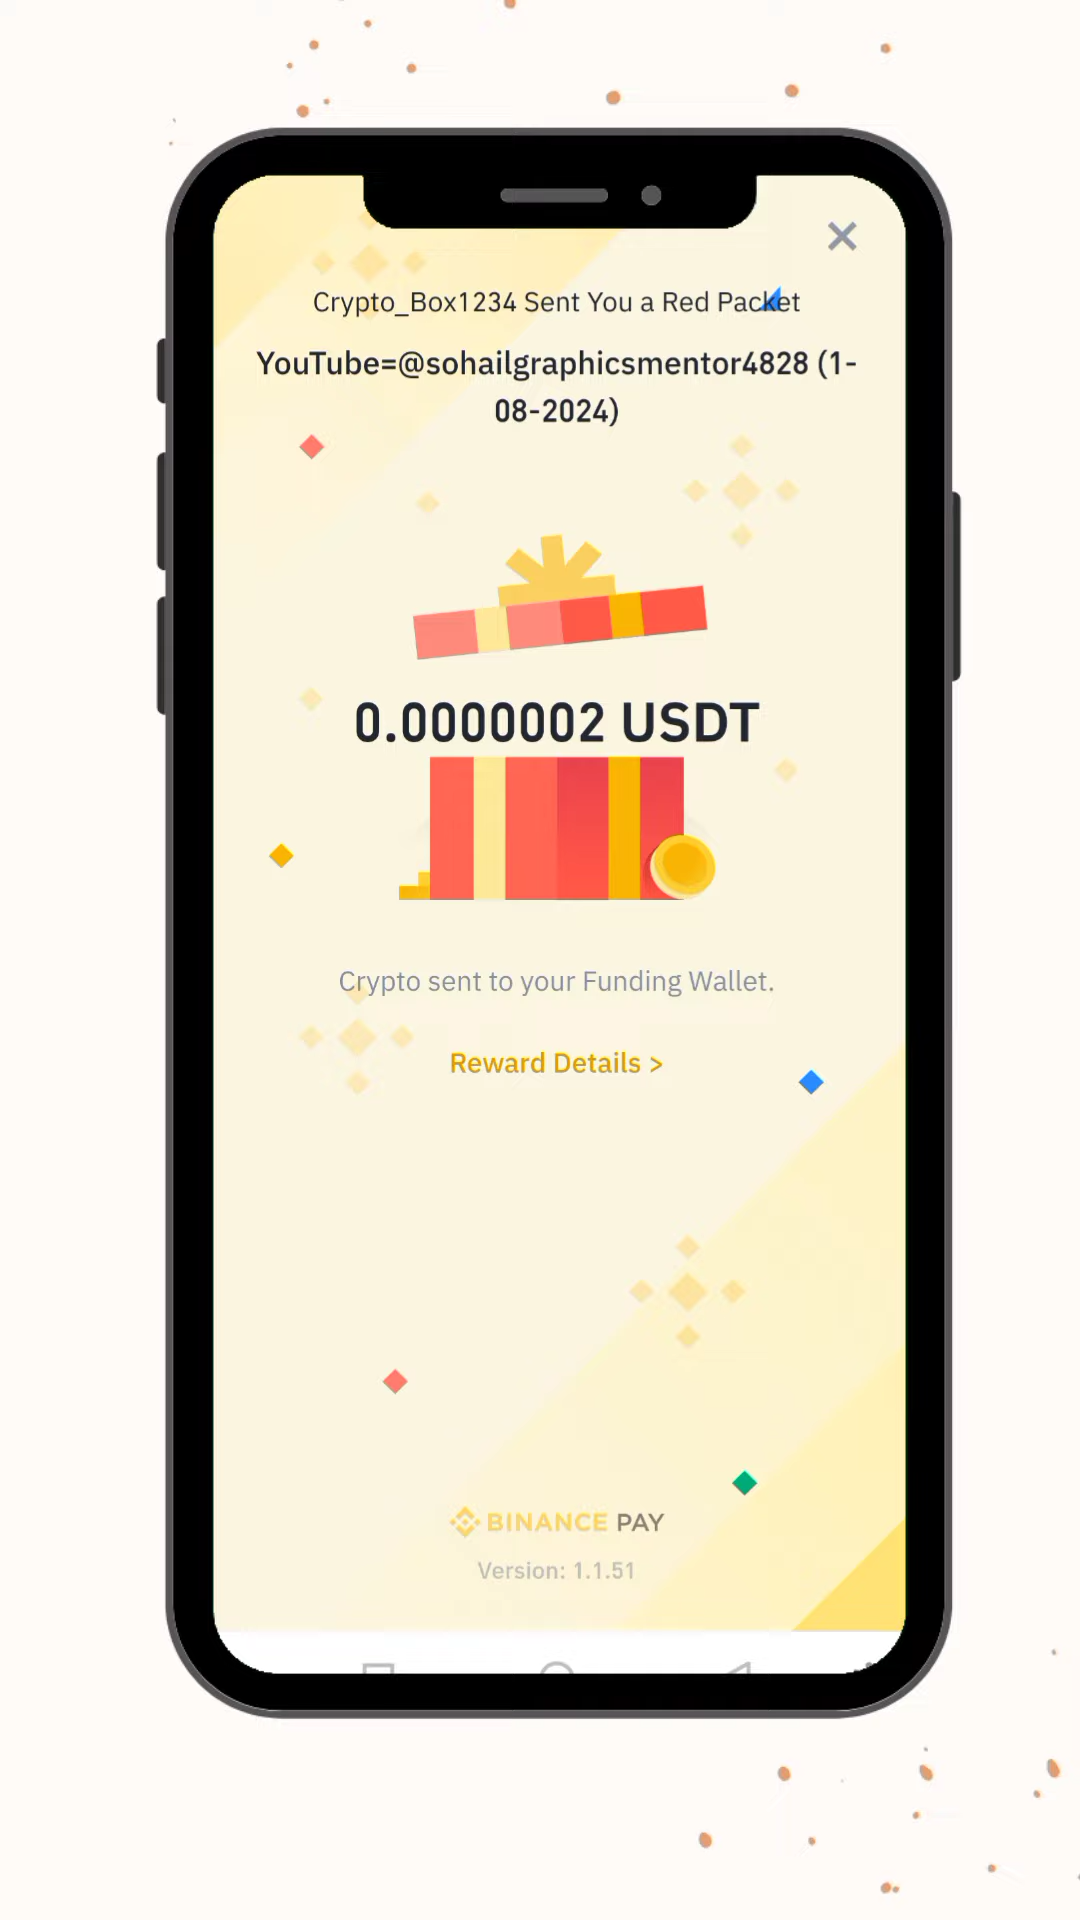 Crypto_Box1234 Sent You a Red Packet
YouTube=@sohailgraphicsmentor4828 (1-
08-2024)
0.0000002 USDT
Crypto sent to your Funding Wallet.
Reward Details >
BINANCE PAY
Version: 1.1.51